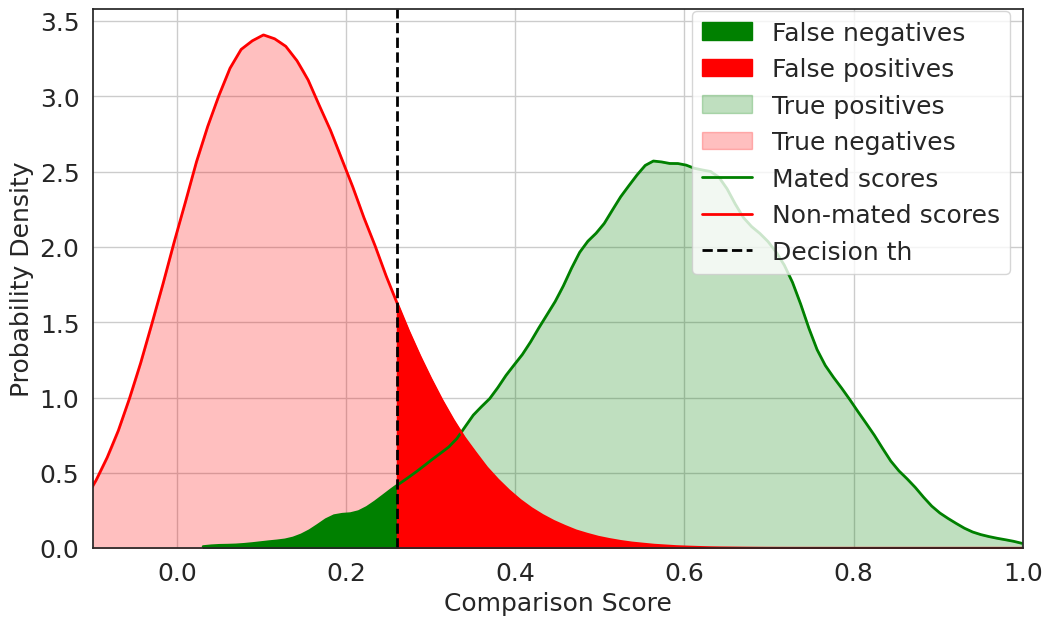 3.5
3.0
2.5
2.0
1.5
1.0
0.5
0.0
Probability Density
False negatives
False positives
True positives
True negatives
Mated scores
Non-mated scores
Decision th
0.0 0.2 0.4 0.6 0.8 1.0
Comparison Score